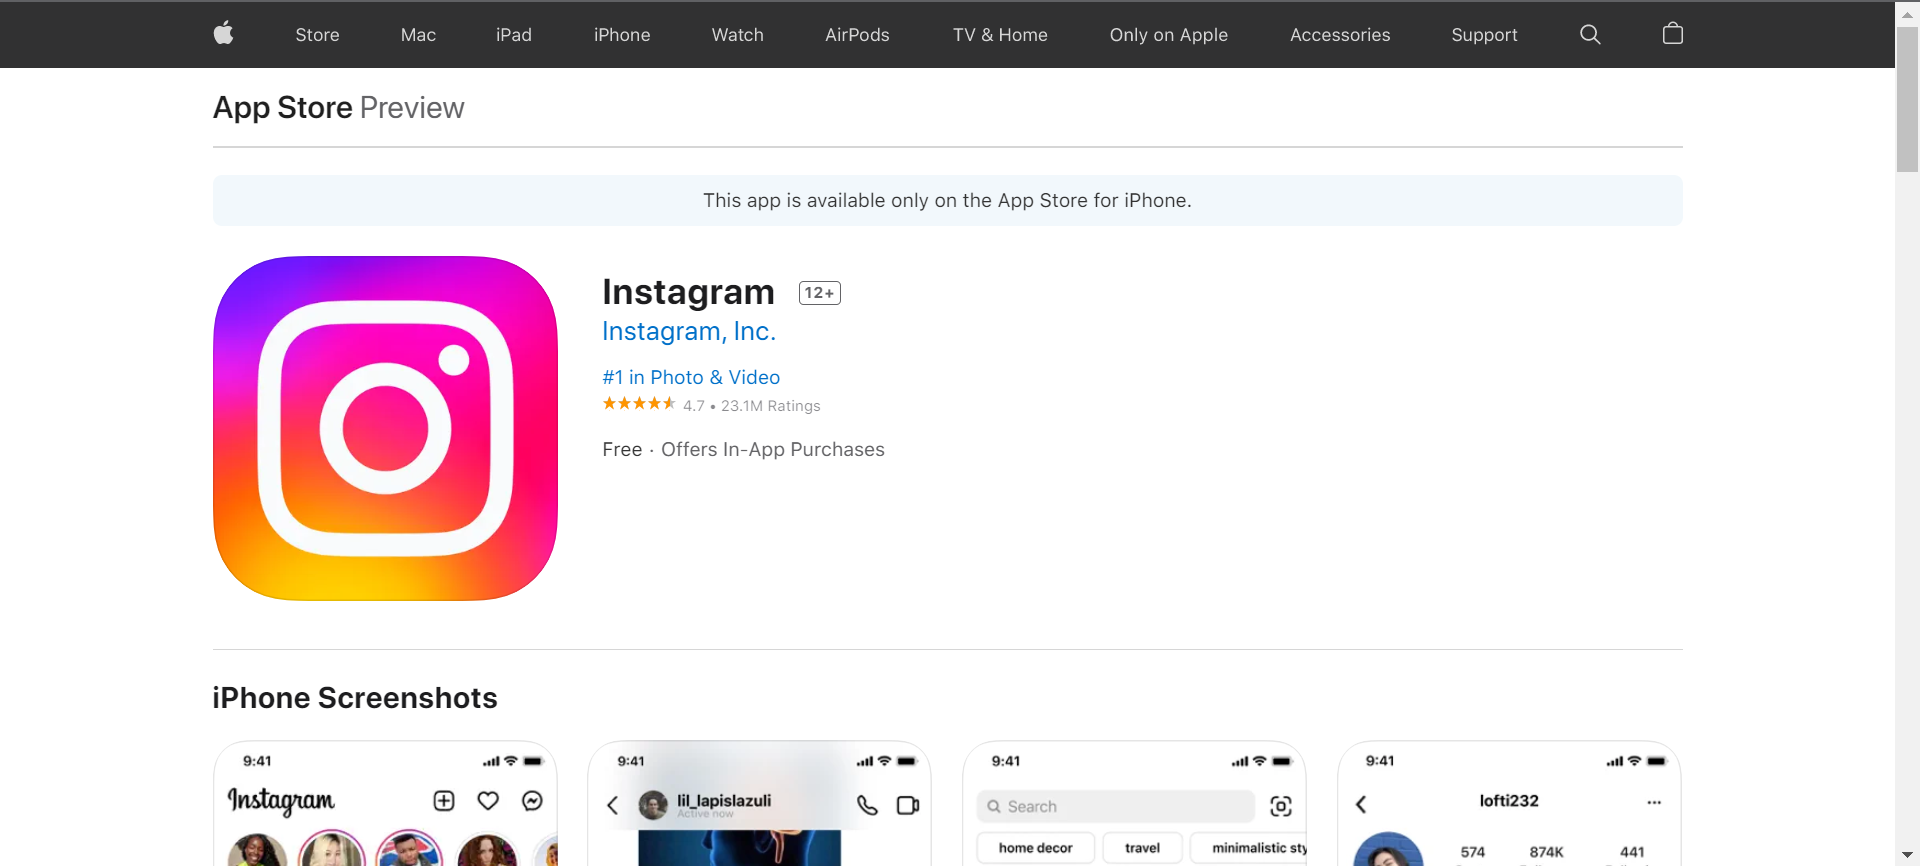 Store Mac iPad iPhone Watch AirPods TV & Home Only on Apple Accessories Support
App Store Preview
This app is available only on the App Store for iPhone.
Instagram 12+
Instagram, Inc.
#1 in Photo & Video
4.7 • 23.1M Ratings
Free · Offers In-App Purchases
iPhone Screenshots
9:41
Instagram
9:41
lil_lapislazuli
Active now
9:41
Search
home decor travel minimalistic sty
9:41
lofti232
574 874K 441